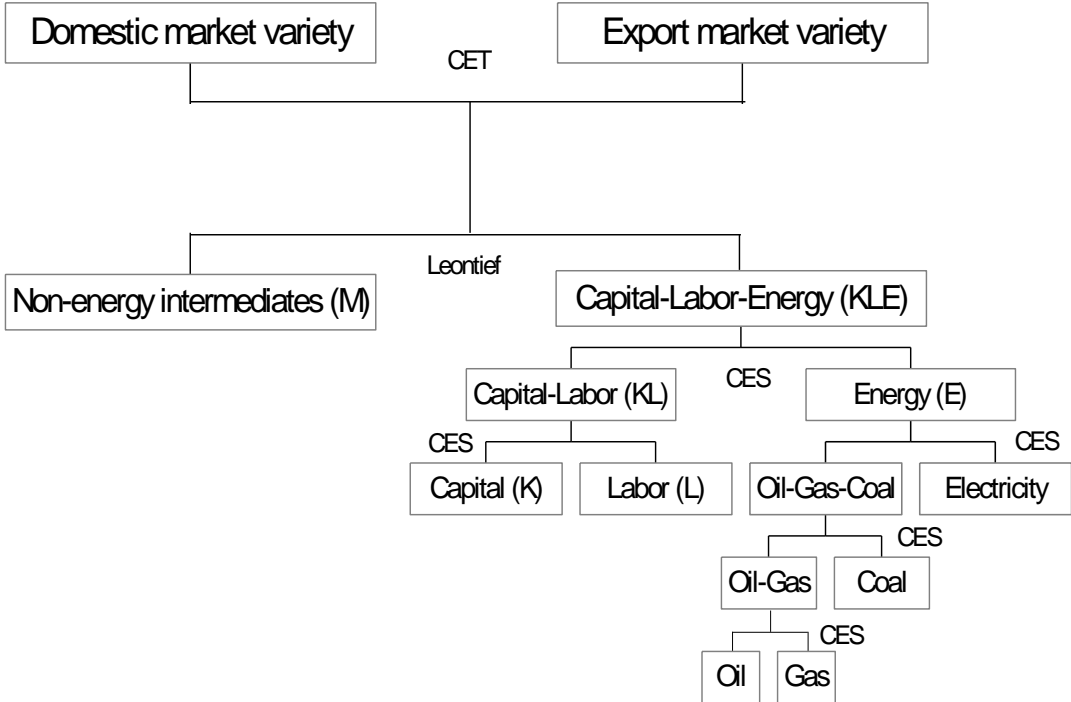 Domestic market variety
Export market variety
CET
Leontief
Non-energy intermediates (M)
Capital-Labor-Energy (KLE)
CES
Capital-Labor (KL)
Energy (E)
CES
CES
Capital (K)
Labor (L)
Oil-Gas-Coal
Electricity
CES
Oil-Gas
Coal
CES
Oil
Gas